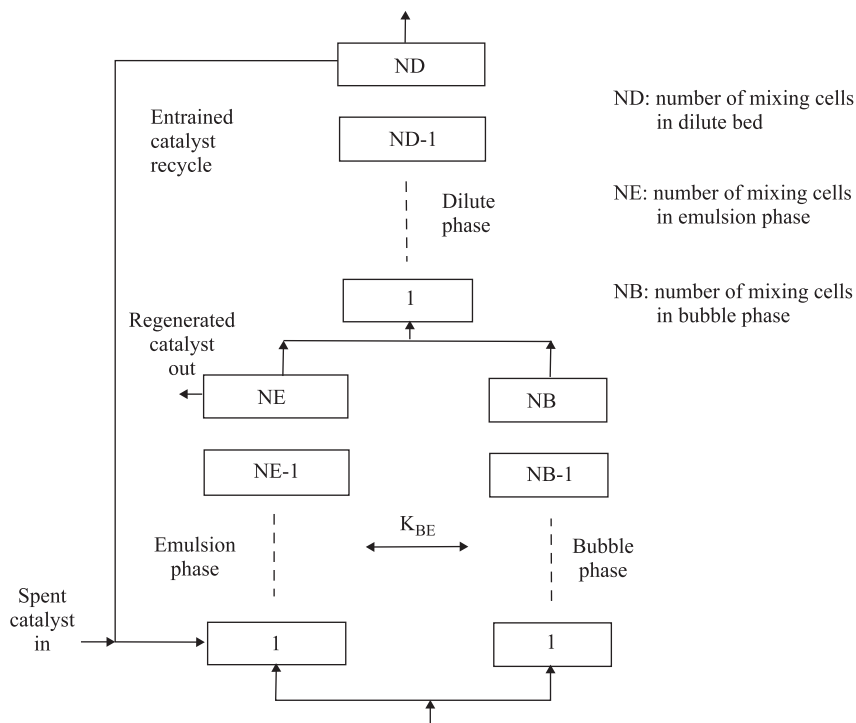 ND
ND: number of mixing cells
in dilute bed
Entrained
catalyst
recycle
ND-1
Dilute
phase
NE: number of mixing cells
in emulsion phase
1
NB: number of mixing cells
in bubble phase
Regenerated
catalyst
out
NE
NB
NE-1
NB-1
K_BE
Emulsion
phase
Bubble
phase
Spent
catalyst
in
1
1